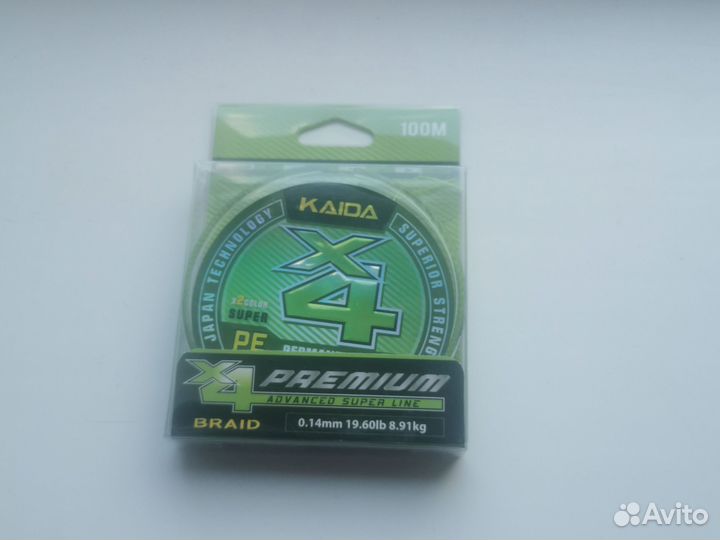 100M
KAIDA
JAPAN TECHNOLOGY
SUPERIOR
X4
X2COLOR
SUPER
PE
X4 PREMIUM
ADVANCED SUPER LINE
BRAID
0.14mm 19.60lb 8.91kg
Avito